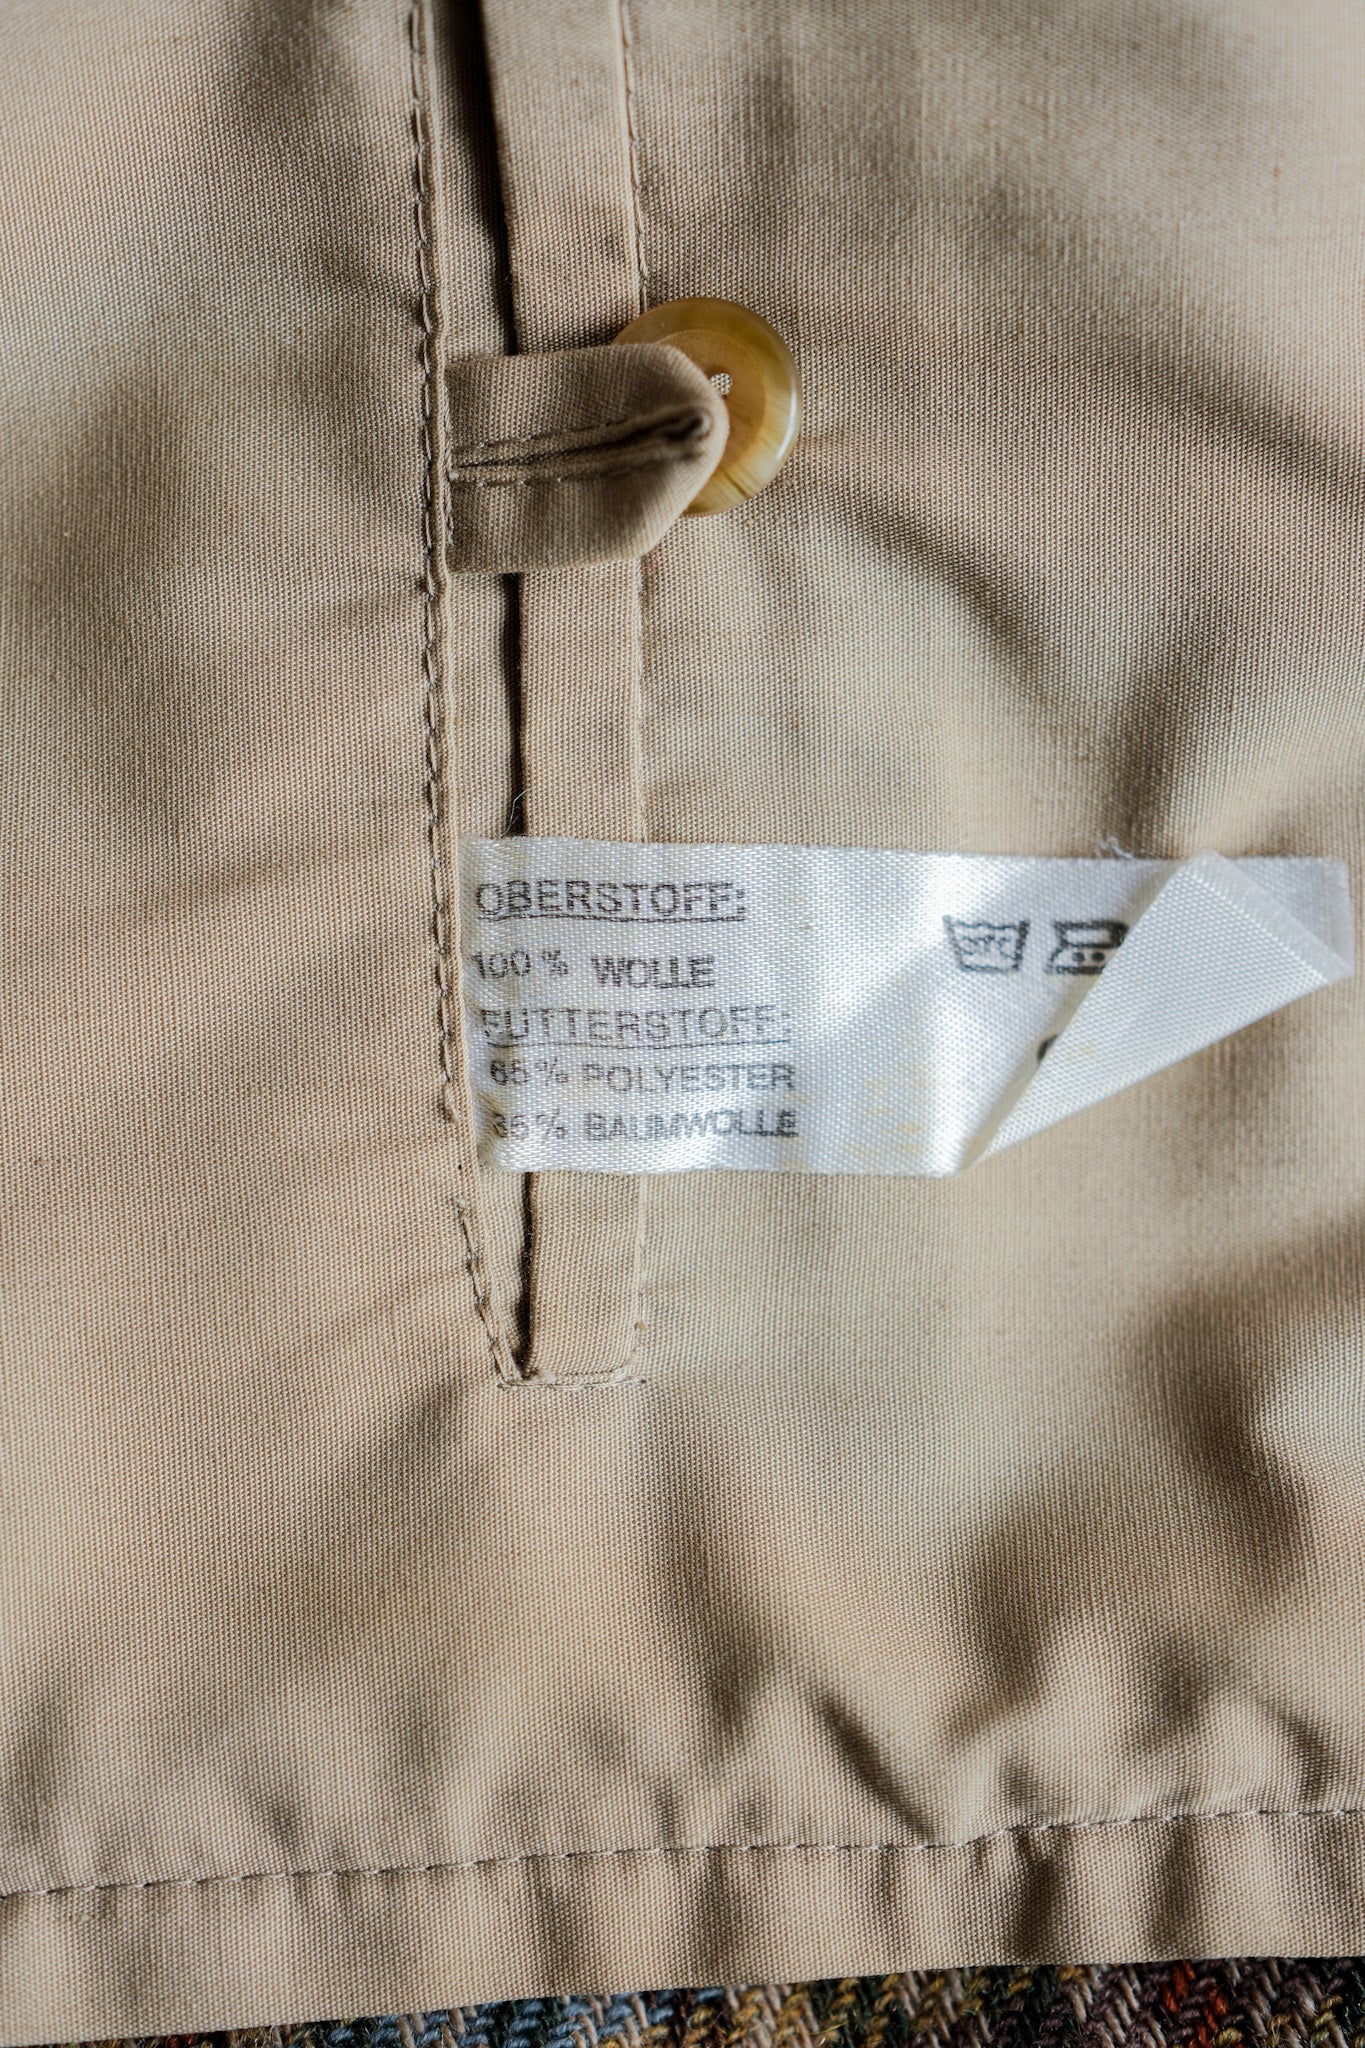 OBERSTOFF:
100% WOLLE
FUTTERSTOFF:
65% POLYESTER
35% BAUMWOLLE